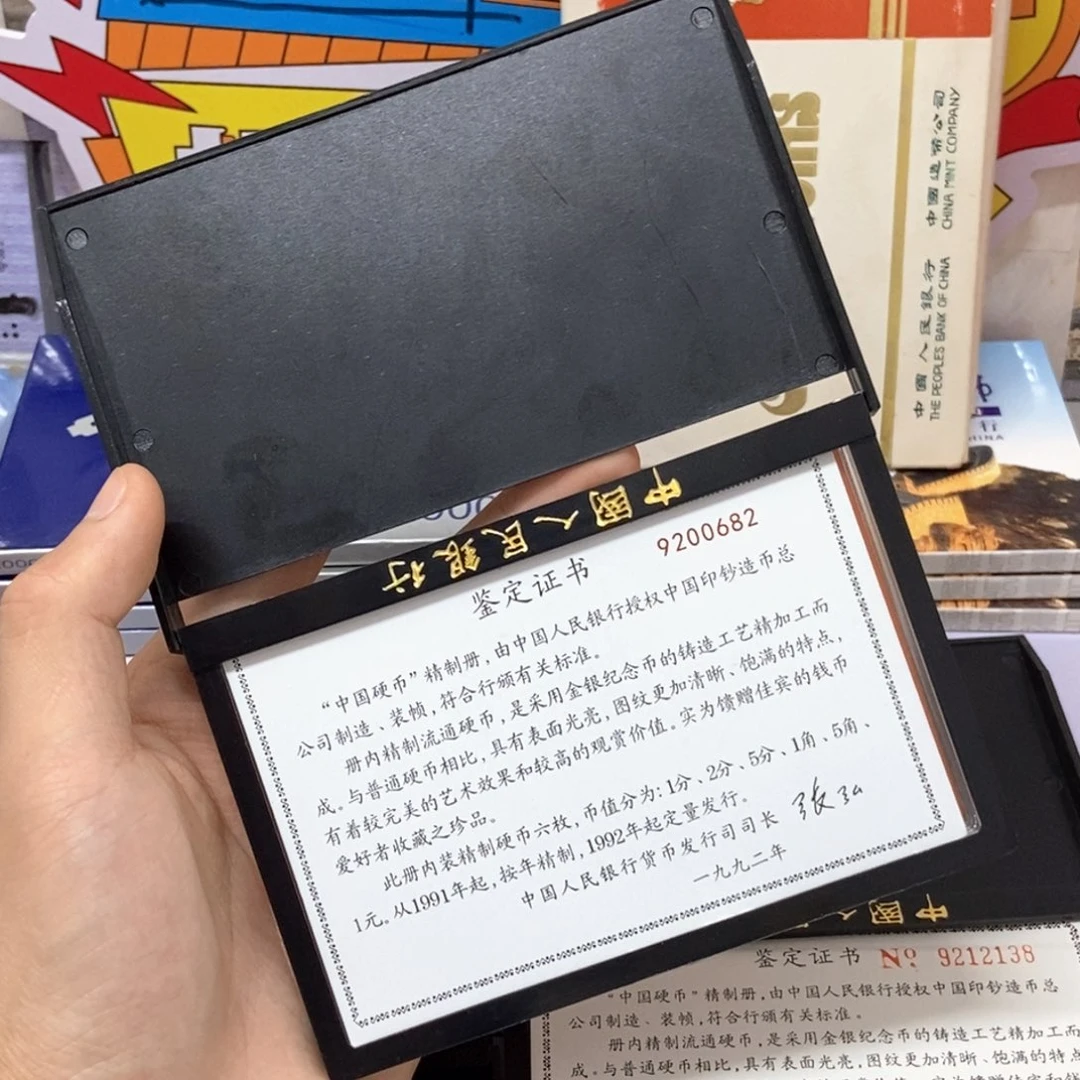 中國造幣公司
CHINA MINT COMPANY
中國人民銀行
THE PEOPLES BANK OF CHINA
中國人民銀行
9200682
鉴定证书
“中国硬币”精制册，由中国人民银行授权中国印钞造币总
公司制造、装帧，符合行颁有关标准。
册内精制流通硬币，是采用金银纪念币的铸造工艺精加工而
成。与普通硬币相比，具有表面光亮，图纹更加清晰、饱满的特点，
有着较完美的艺术效果和较高的观赏价值。实为馈赠佳宾的钱币
爱好者收藏之珍品。
此册内装精制硬币六枚，币值分为：1分、2分、5分、1角、5角、
1元。从1991年起，按年精制，1992年起定量发行。
中国人民银行货币发行司司长 张弘
一九九二年
中國人
鉴定证书 No 9212138
“中国硬币”精制册，由中国人民银行授权中国印钞造币总
公司制造、装帧，符合行颁有关标准。
册内精制流通硬币，是采用金银纪念币的铸造工艺精加工而
成。与普通硬币相比，具有表面光亮，图纹更加清晰、饱满的特点